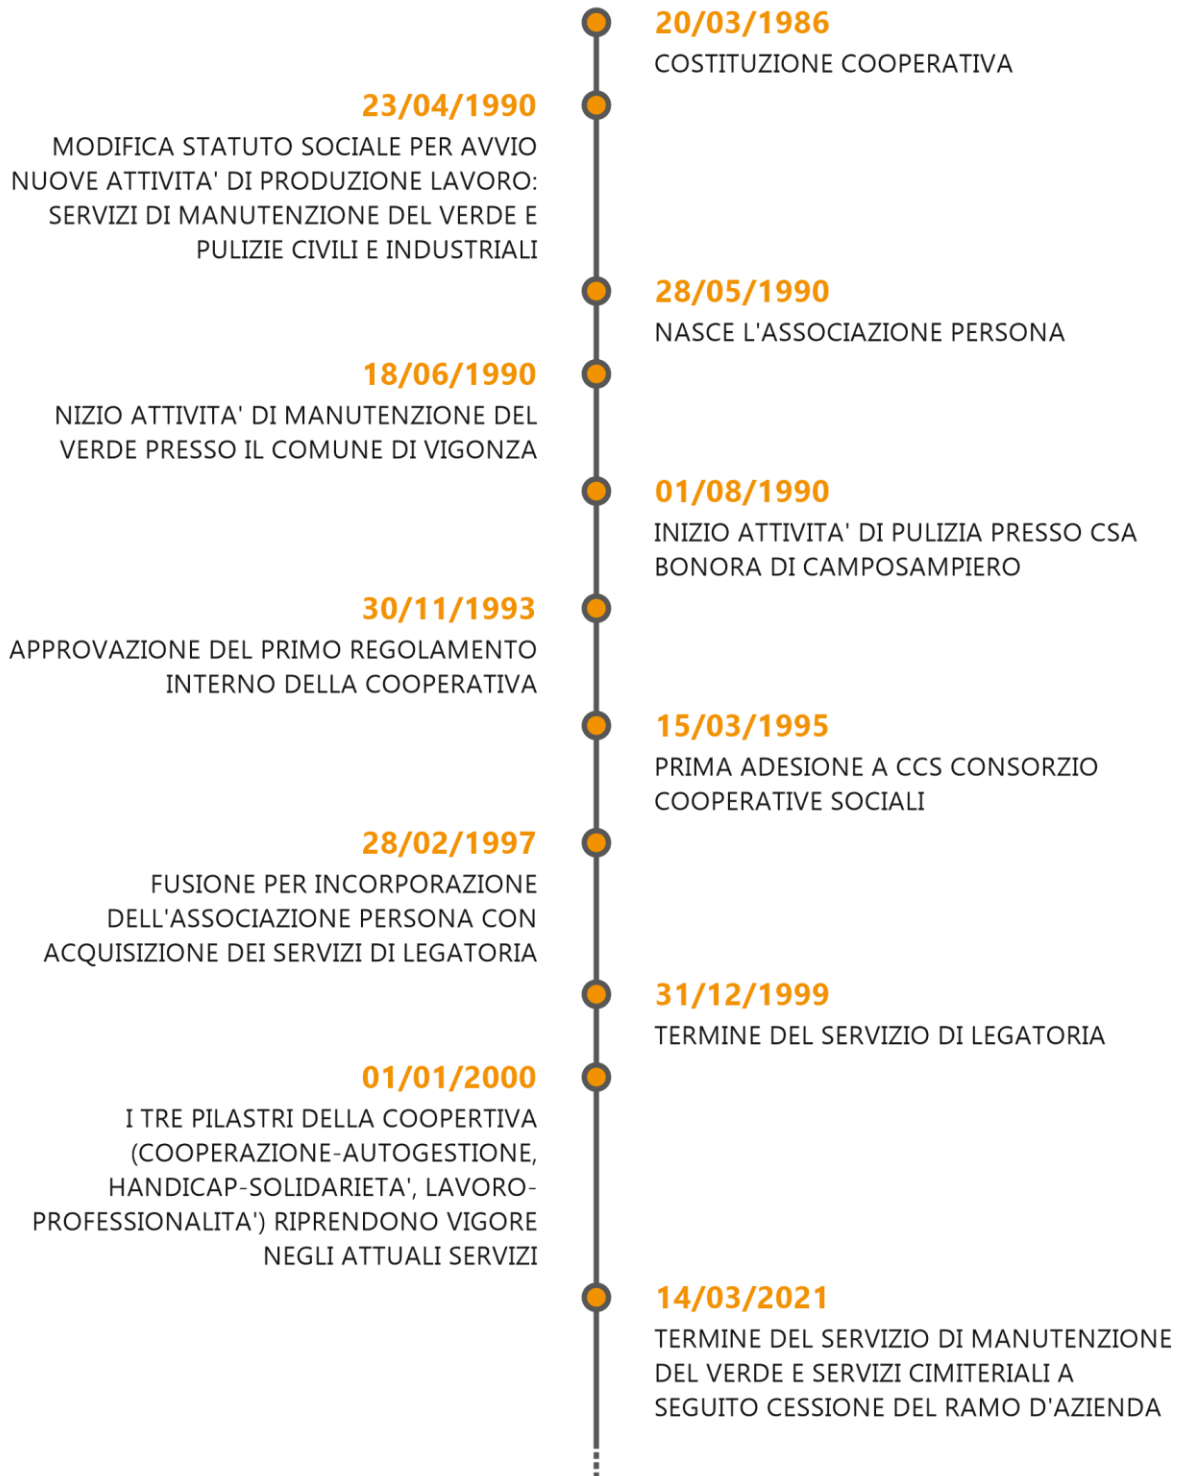 20/03/1986
COSTITUZIONE COOPERATIVA
23/04/1990
MODIFICA STATUTO SOCIALE PER AVVIO
NUOVE ATTIVITA' DI PRODUZIONE LAVORO:
SERVIZI DI MANUTENZIONE DEL VERDE E
PULIZIE CIVILI E INDUSTRIALI
28/05/1990
NASCE L'ASSOCIAZIONE PERSONA
18/06/1990
NIZIO ATTIVITA' DI MANUTENZIONE DEL
VERDE PRESSO IL COMUNE DI VIGONZA
01/08/1990
INIZIO ATTIVITA' DI PULIZIA PRESSO CSA
BONORA DI CAMPOSAMPIERO
30/11/1993
APPROVAZIONE DEL PRIMO REGOLAMENTO
INTERNO DELLA COOPERATIVA
15/03/1995
PRIMA ADESIONE A CCS CONSORZIO
COOPERATIVE SOCIALI
28/02/1997
FUSIONE PER INCORPORAZIONE
DELL'ASSOCIAZIONE PERSONA CON
ACQUISIZIONE DEI SERVIZI DI LEGATORIA
31/12/1999
TERMINE DEL SERVIZIO DI LEGATORIA
01/01/2000
I TRE PILASTRI DELLA COOPERTIVA
(COOPERAZIONE-AUTOGESTIONE,
HANDICAP-SOLIDARIETA', LAVORO-
PROFESSIONALITA') RIPRENDONO VIGORE
NEGLI ATTUALI SERVIZI
14/03/2021
TERMINE DEL SERVIZIO DI MANUTENZIONE
DEL VERDE E SERVIZI CIMITERIALI A
SEGUITO CESSIONE DEL RAMO D'AZIENDA